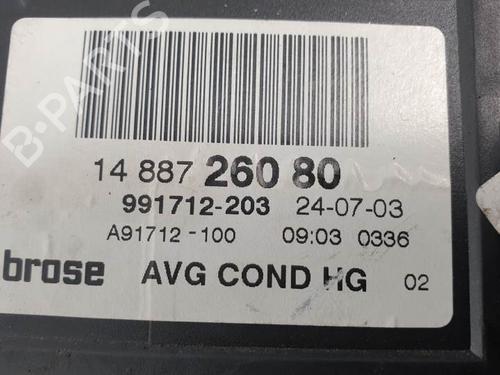 B-PARTS
14 887 260 80
991712-203 24-07-03
A91712-100 09:03 0336
brose AVG COND HG 02